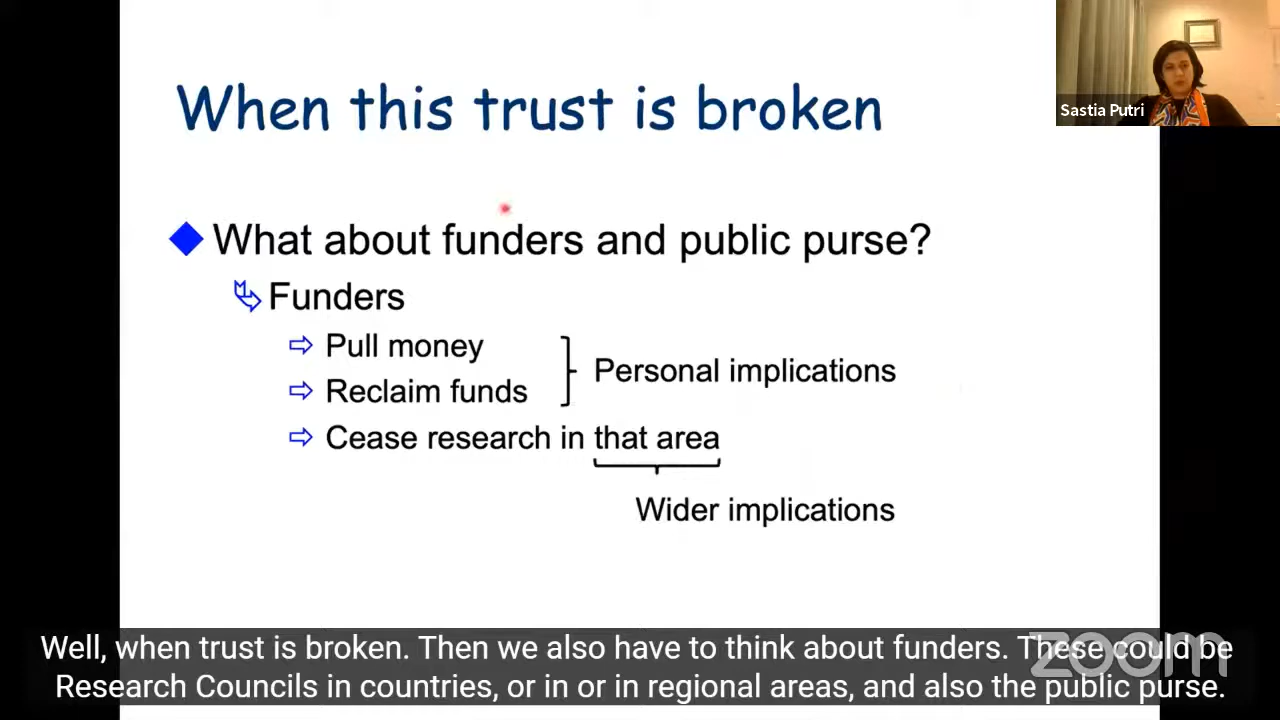 When this trust is broken
Sastia Putri
What about funders and public purse?
Funders
Pull money
Reclaim funds
Personal implications
Cease research in that area
Wider implications
Well, when trust is broken. Then we also have to think about funders. These could be
Research Councils in countries, or in or in regional areas, and also the public purse.
zoom